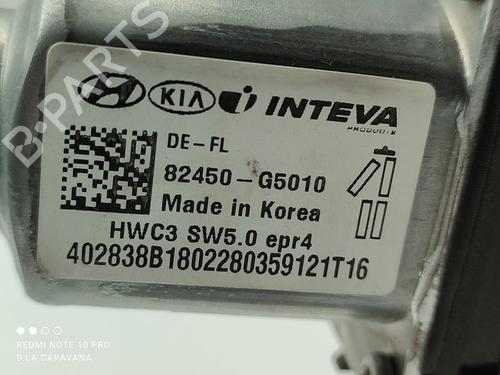 B-PARTS
KIA INTEVA
PRODUCTS
DE-FL
82450-G5010
Made in Korea
HWC3 SW5.0 epr4
402838B1802280359121T16
REDMI NOTE 10 PRO
D.LA CARAVANA